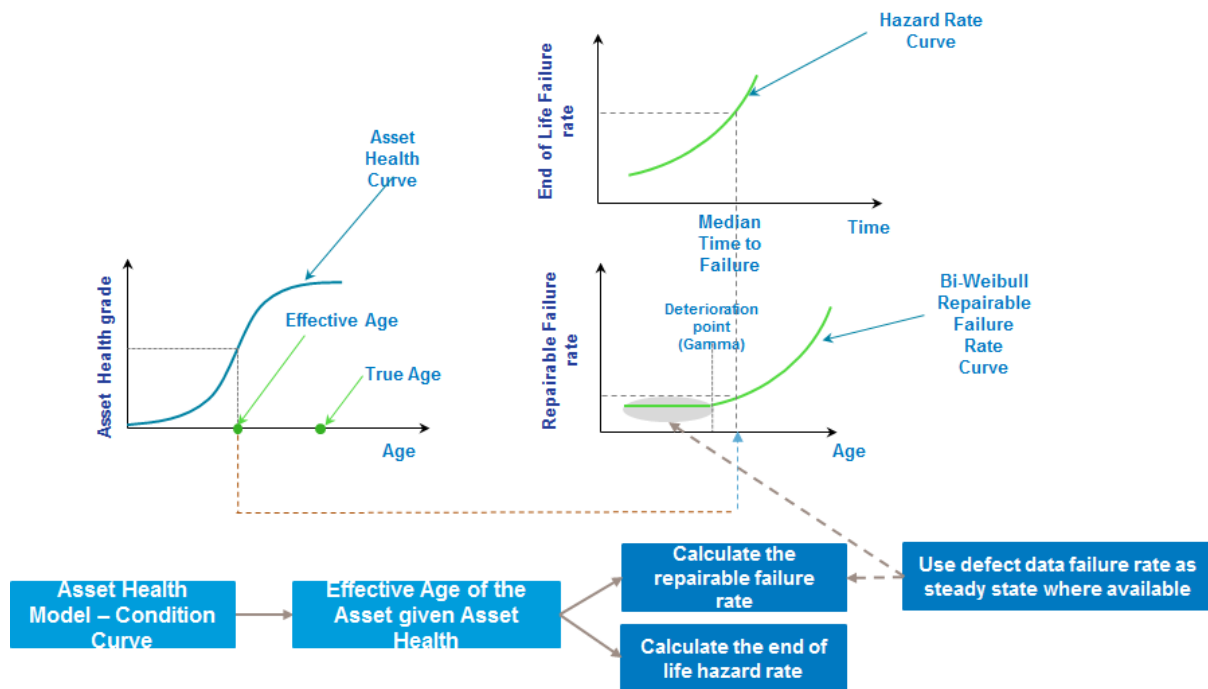 Hazard Rate
Curve
End of Life Failure
rate
Time
Asset
Health
Curve
Asset Health grade
Effective Age
True Age
Age
Median
Time to
Failure
Repairable Failure
rate
Deterioration
point
(Gamma)
Bi-Weibull
Repairable
Failure
Rate
Curve
Age
Asset Health
Model – Condition
Curve
Effective Age of the
Asset given Asset
Health
Calculate the
repairable failure
rate
Calculate the end of
life hazard rate
Use defect data failure rate as
steady state where available